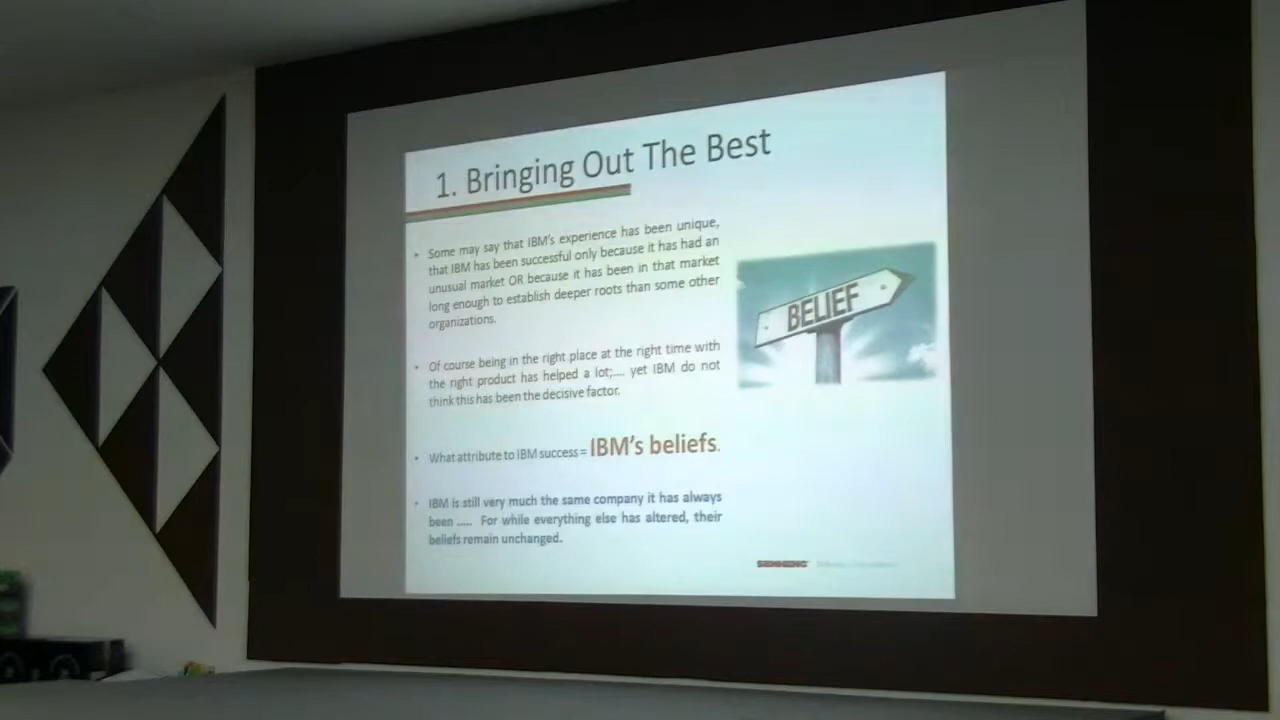 1. Bringing Out The Best
• Some may say that IBM's experience has been unique,
that IBM has been successful only because it has had an
unusual market OR because it has been in that market
long enough to establish deeper roots than some other
organizations.
• Of course being in the right place at the right time with
the right product has helped a lot;.... yet IBM do not
think this has been the decisive factor.
• What attribute to IBM success = IBM's beliefs.
• IBM is still very much the same company it has always
been ..... For while everything else has altered, their
beliefs remain unchanged.
BELIEF